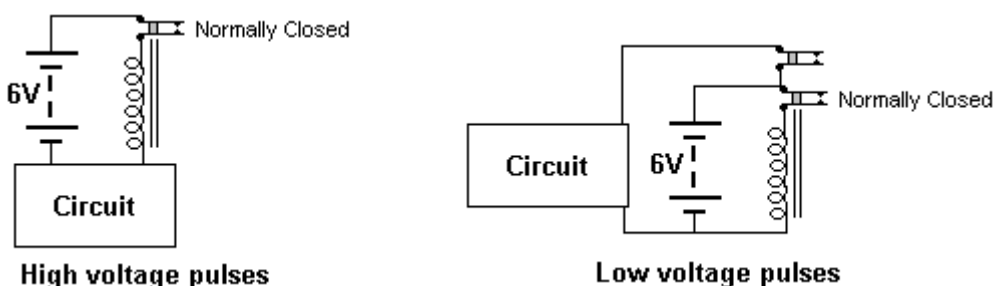 Normally Closed
6V
Circuit
High voltage pulses
Normally Closed
Circuit
6V
Low voltage pulses